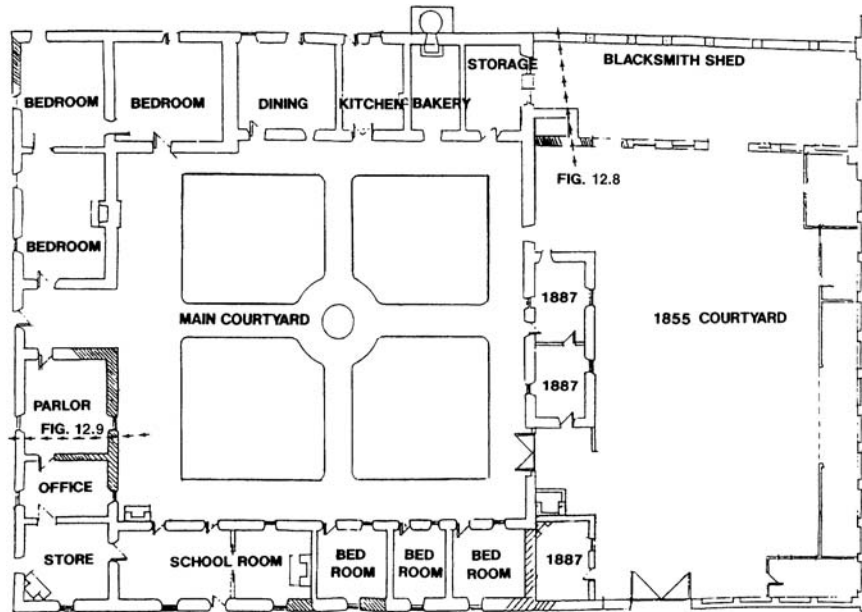 STORAGE
BLACKSMITH SHED
BEDROOM
BEDROOM
DINING
KITCHEN
BAKERY
FIG. 12.8
BEDROOM
1887
MAIN COURTYARD
1855 COURTYARD
1887
PARLOR
FIG. 12.9
OFFICE
STORE
SCHOOL ROOM
BED
ROOM
BED
ROOM
BED
ROOM
1887